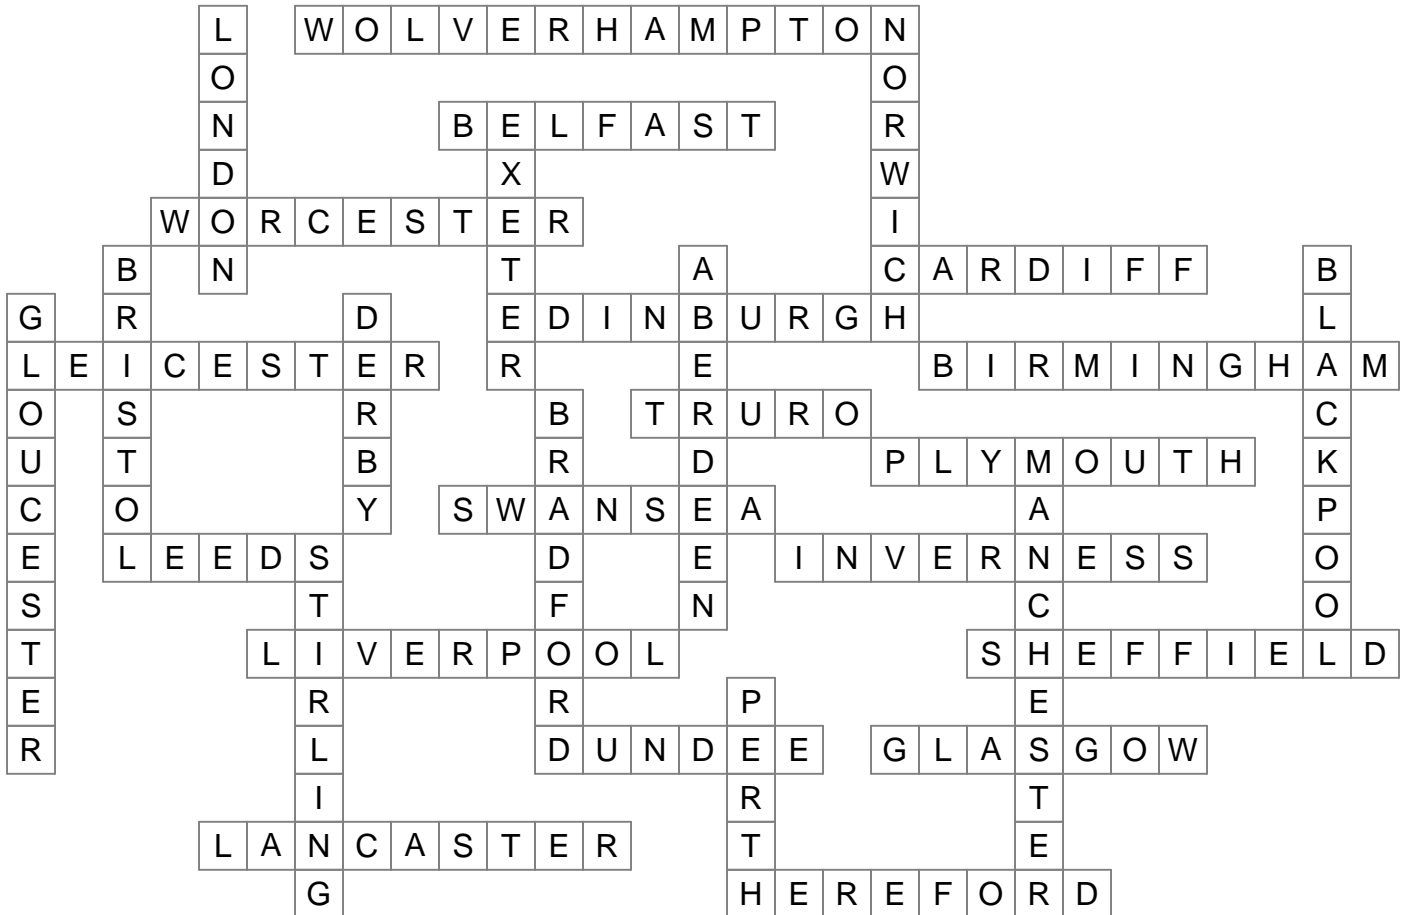 LONDON
WOLVERHAMPTON
NORWICH
BELFAST
EXETER
WORCESTER
BRISTOL
ABERDEEN
CARDIFF
BLACKPOOL
GLOUCESTER
DERBY
EDINBURGH
LEICESTER
BIRMINGHAM
BRADFORD
TRURO
PLYMOUTH
MANCHESTER
SWANSEA
LEEDS
STIRLING
INVERNESS
LIVERPOOL
SHEFFIELD
PERTH
DUNDEE
GLASGOW
LANCASTER
HEREFORD